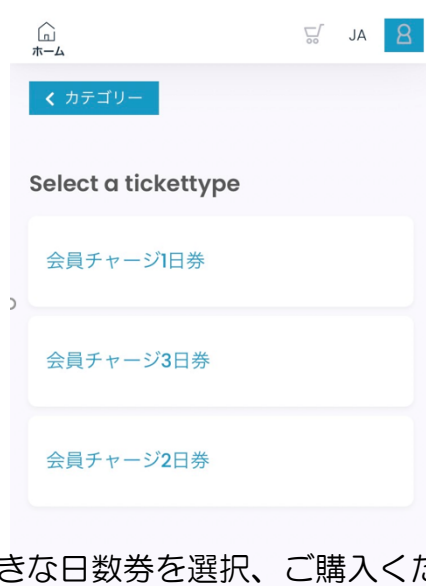 ホーム
JA
カテゴリー
Select a tickettype
会員チャージ1日券
会員チャージ3日券
会員チャージ2日券
きな日数券を選択、ご購入くだ